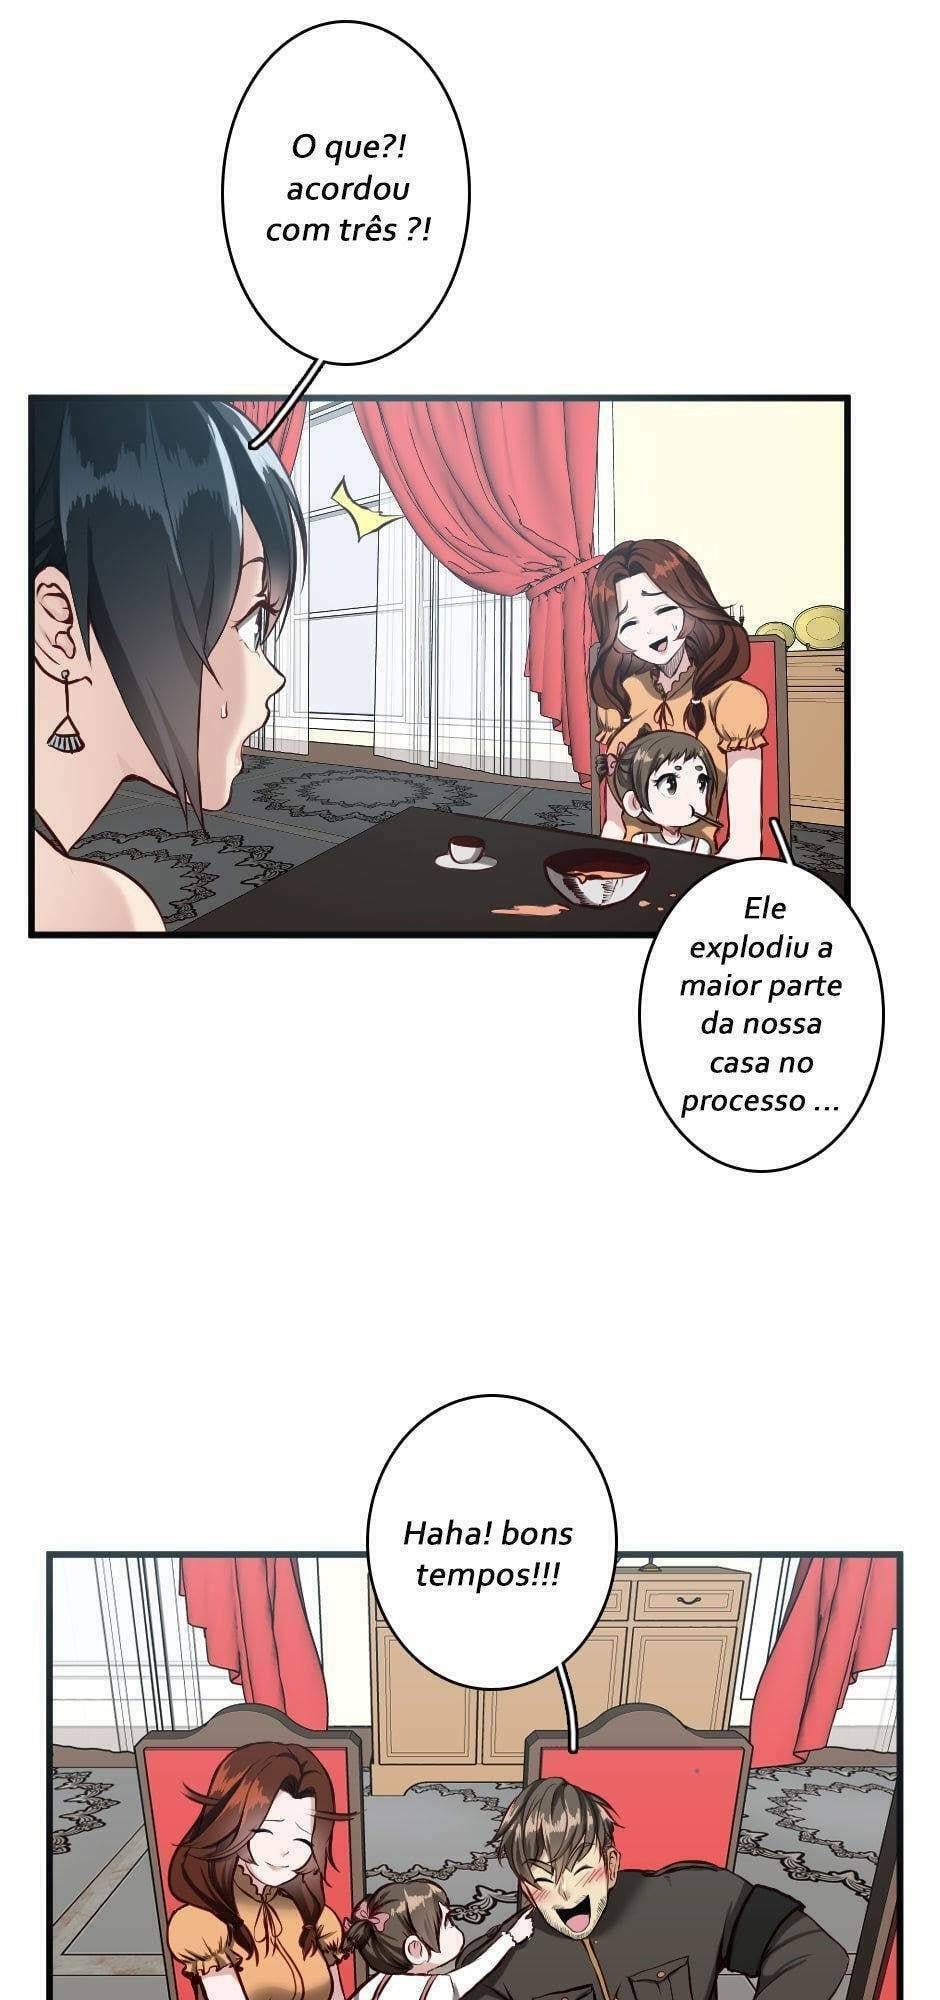 O que?!
acordou
com três ?!
Ele
explodiu a
maior parte
da nossa
casa no
processo ...
Haha! bons
tempos!!!